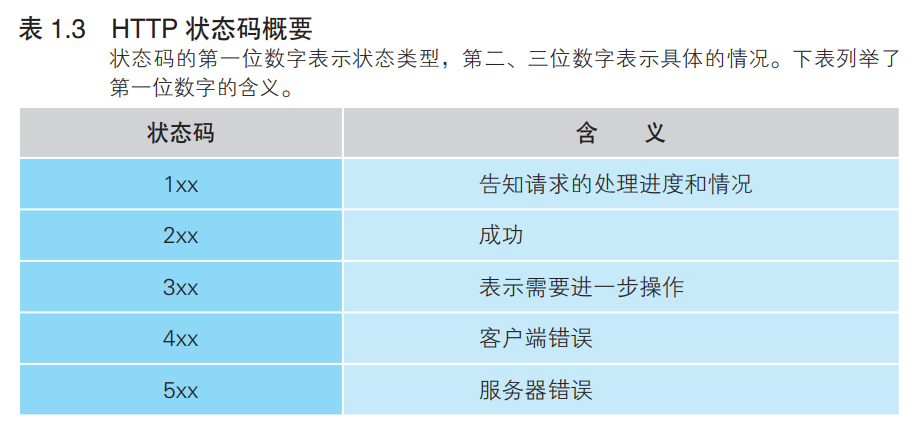 表 1.3 HTTP 状态码概要
状态码的第一位数字表示状态类型，第二、三位数字表示具体的情况。下表列举了
第一位数字的含义。
状态码 含 义
1xx 告知请求的处理进度和情况
2xx 成功
3xx 表示需要进一步操作
4xx 客户端错误
5xx 服务器错误